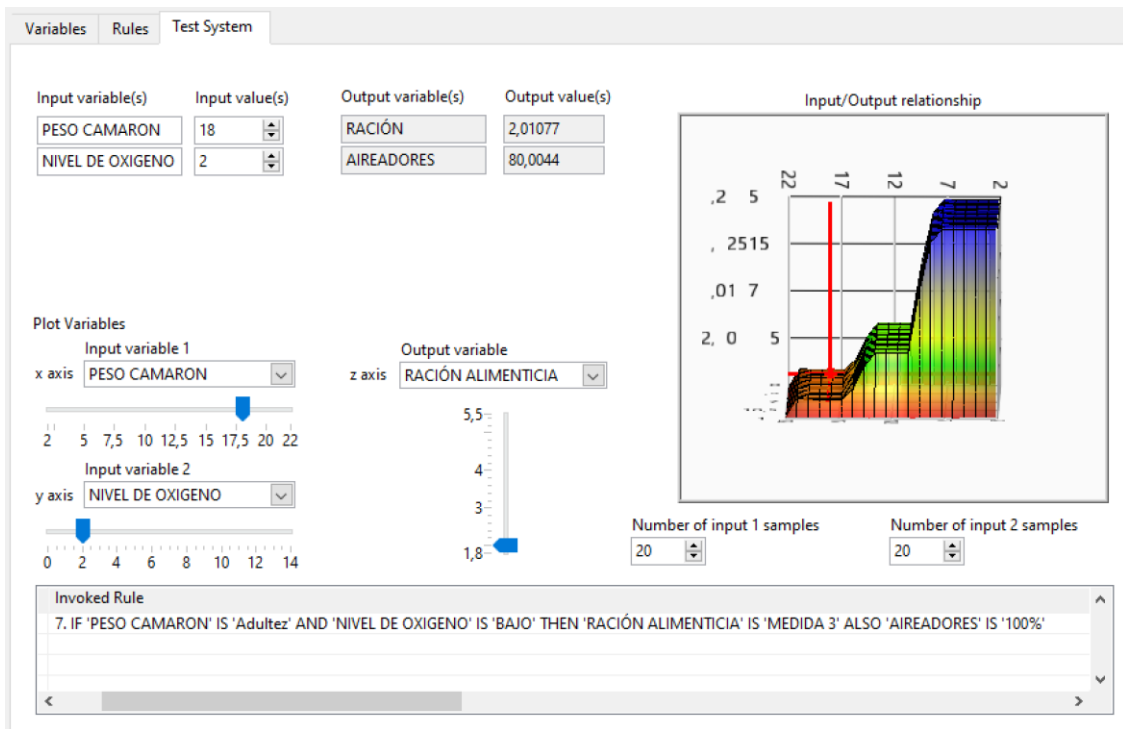 Variables Rules Test System
Input variable(s) Input value(s) Output variable(s) Output value(s) Input/Output relationship
PESO CAMARON 18 RACIÓN 2,01077
NIVEL DE OXIGENO 2 AIREADORES 80,0044
22 17 12 7 2
,2 5
, 2515
,01 7
2, 0 5
Plot Variables
Input variable 1 Output variable
x axis PESO CAMARON z axis RACIÓN ALIMENTICIA
2 5 7,5 10 12,5 15 17,5 20 22
5,5
4
3
1,8
Input variable 2
y axis NIVEL DE OXIGENO
0 2 4 6 8 10 12 14
Number of input 1 samples Number of input 2 samples
20 20
Invoked Rule
7. IF 'PESO CAMARON' IS 'Adultez' AND 'NIVEL DE OXIGENO' IS 'BAJO' THEN 'RACIÓN ALIMENTICIA' IS 'MEDIDA 3' ALSO 'AIREADORES' IS '100%'